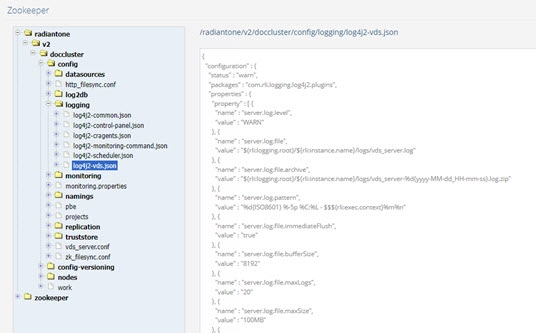 Zookeeper
radiantone
v2
doccluster
config
datasources
http_filesync.conf
log2db
logging
log4j2-common.json
log4j2-control-panel.json
log4j2-cragents.json
log4j2-monitoring-command.json
log4j2-scheduler.json
log4j2-vds.json
monitoring
monitoring.properties
namings
pbe
projects
replication
truststore
vds_server.conf
zk_filesync.conf
config-versioning
nodes
work
zookeeper
/radiantone/v2/doccluster/config/logging/log4j2-vds.json
{
"configuration" : {
"status" : "warn",
"packages" : "com.rli.logging.log4j2.plugins",
"properties" : {
"property" : [ {
"name" : "server.log.level",
"value" : "WARN"
}, {
"name" : "server.log.file",
"value" : "${rli:logging.root}/${rli:instance.name}/logs/vds_server.log"
}, {
"name" : "server.log.file.archive",
"value" : "${rli:logging.root}/${rli:instance.name}/logs/vds_server-%d{yyyy-MM-dd_HH-mm-ss}.log.zip"
}, {
"name" : "server.log.pattern",
"value" : "%d{ISO8601} %-5p %C:%L - $${rli:exec.context}%m%n"
}, {
"name" : "server.log.file.immediateFlush",
"value" : "true"
}, {
"name" : "server.log.file.bufferSize",
"value" : "8192"
}, {
"name" : "server.log.file.maxLogs",
"value" : "20"
}, {
"name" : "server.log.file.maxSize",
"value" : "100MB"
}, {